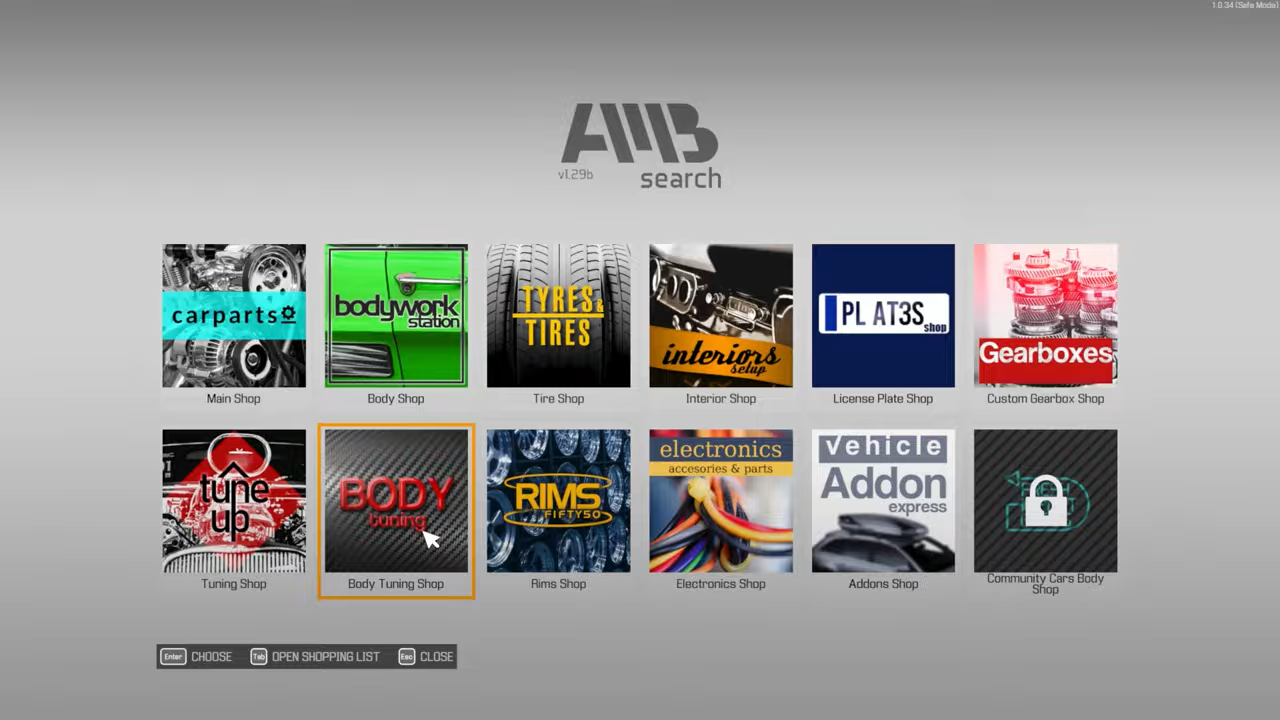 1.0.34 (Safe Mode)
AMB
v1.29b
search
carparts
bodywork
station
TYRES &
TIRES
interiors
setup
PL AT3S
shop
Gearboxes
Main Shop
Body Shop
Tire Shop
Interior Shop
License Plate Shop
Custom Gearbox Shop
tune
up
BODY
tuning
RIMS
FIFTY50
electronics
accesories & parts
vehicle
Addon
express
Tuning Shop
Body Tuning Shop
Rims Shop
Electronics Shop
Addons Shop
Community Cars Body
Shop
Enter CHOOSE Tab OPEN SHOPPING LIST Esc CLOSE